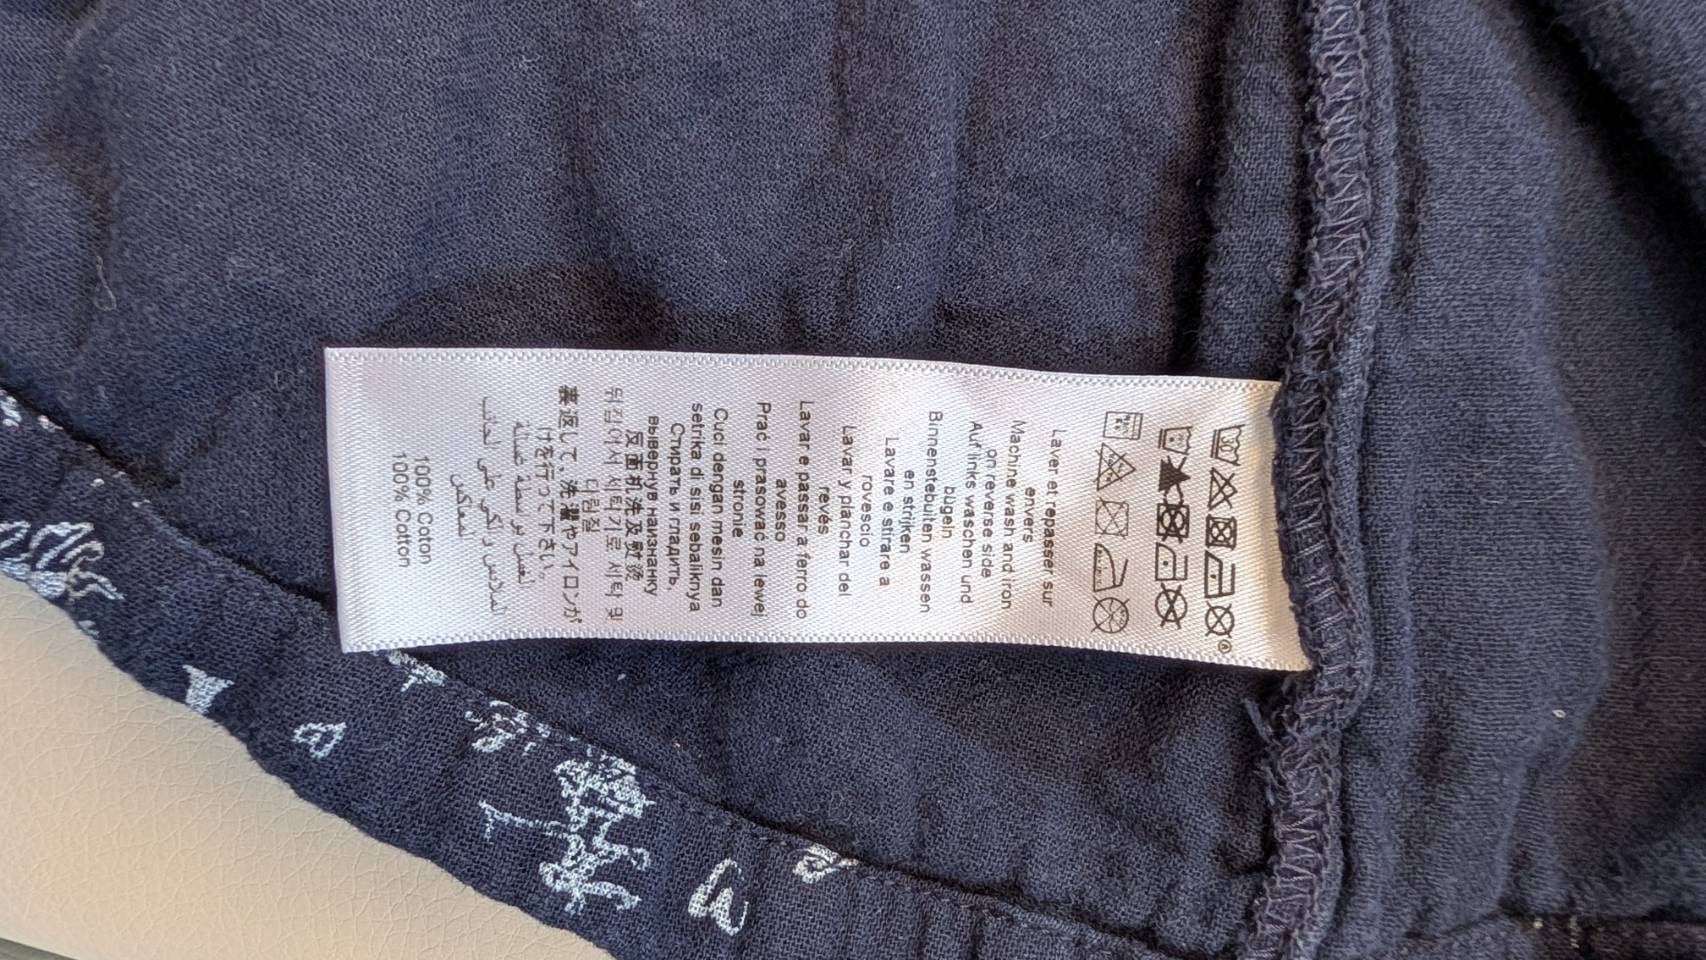 30
®
Laver et repasser sur
envers
Machine wash and iron
on reverse side
Auf links waschen und
bügeln
Binnenstebuiten wassen
en strijken
Lavare e stirare a
rovescio
Lavar y planchar del
revés
Lavar e passar a ferro do
avesso
Prać i prasować na lewej
stronie
Cuci dengan mesin dan
setrika di sisi sebaliknya
Стирать и гладить,
вывернув наизнанку
反面机洗及熨烫
뒤집어서 세탁기로 세탁 및
다림질
裏返して、洗濯やアイロンが
けを行って下さい。
100% Coton
100% Cotton